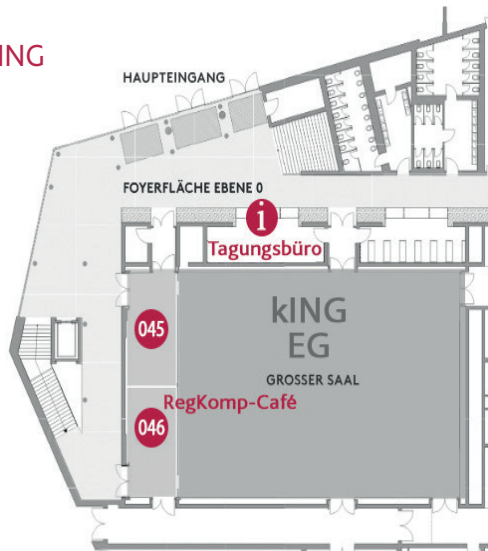 ING
HAUPTEINGANG
FOYERFLÄCHE EBENE 0
i
Tagungsbüro
045
kING
EG
GROSSER SAAL
RegKomp-Café
046